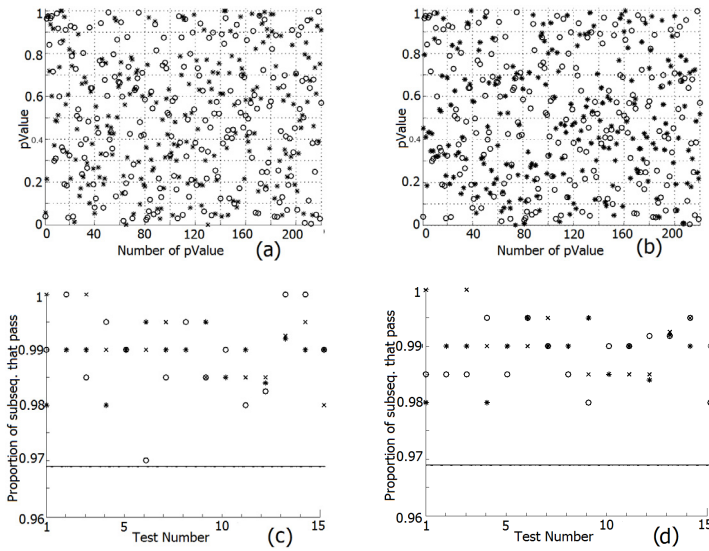 1
0.8
0.6
0.4
0.2
0
pValue
0 40 80 120 160 200
Number of pValue
(a)
1
0.8
0.6
0.4
0.2
0
pValue
0 40 80 120 160 200
Number of pValue
(b)
1
0.99
0.98
0.97
0.96
Proportion of subseq. that pass
1 5 10 15
Test Number
(c)
1
0.99
0.98
0.97
0.96
Proportion of subseq. that pass
1 5 10 15
Test Number
(d)